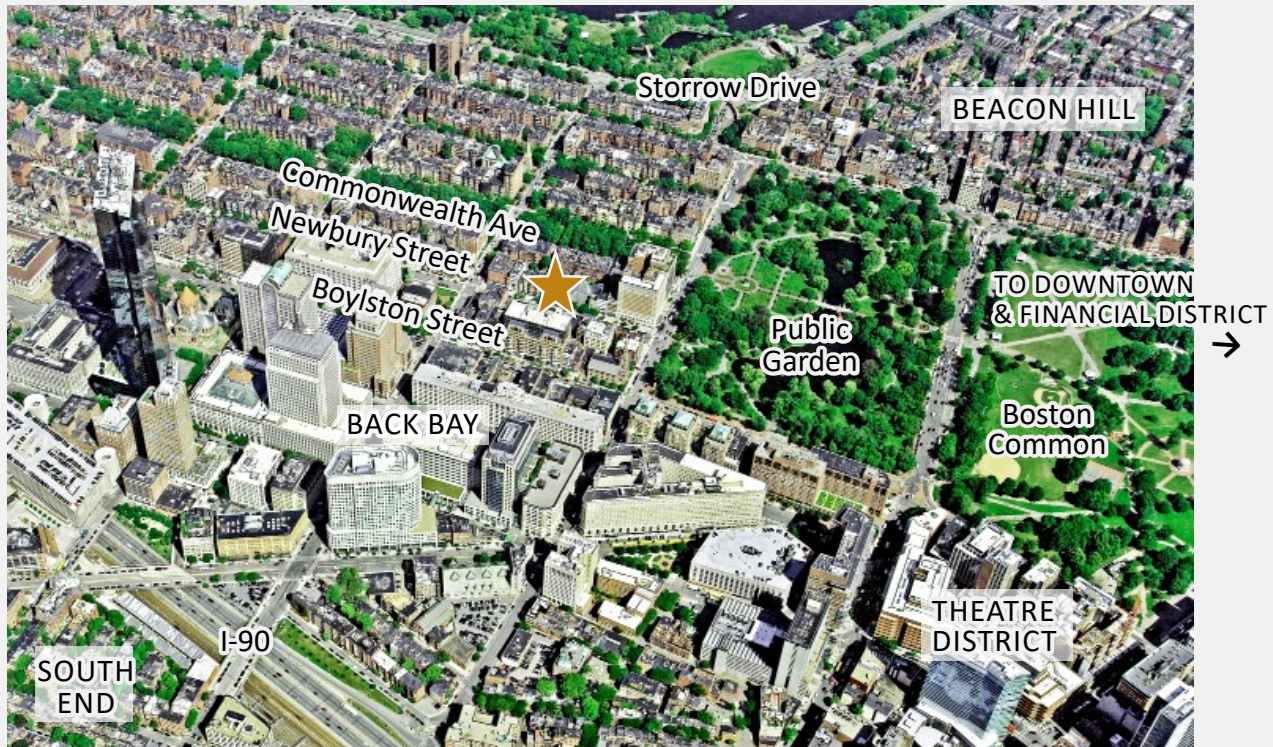 Storrow Drive
BEACON HILL
Commonwealth Ave
Newbury Street
Boylston Street
TO DOWNTOWN
& FINANCIAL DISTRICT
→
Public
Garden
Boston
Common
BACK BAY
THEATRE
DISTRICT
I-90
SOUTH
END